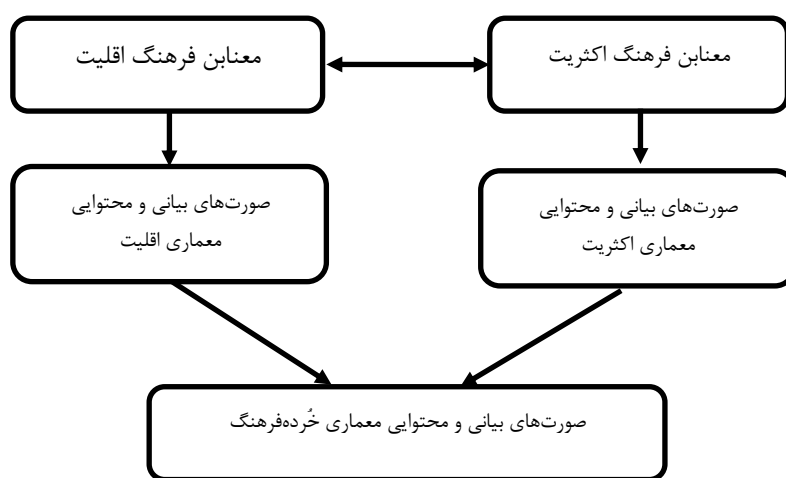 معنابن فرهنگ اکثریت
معنابن فرهنگ اقلیت
صورت‌های بیانی و محتوایی
معماری اکثریت
صورت‌های بیانی و محتوایی
معماری اقلیت
صورت‌های بیانی و محتوایی معماری خُرده‌فرهنگ